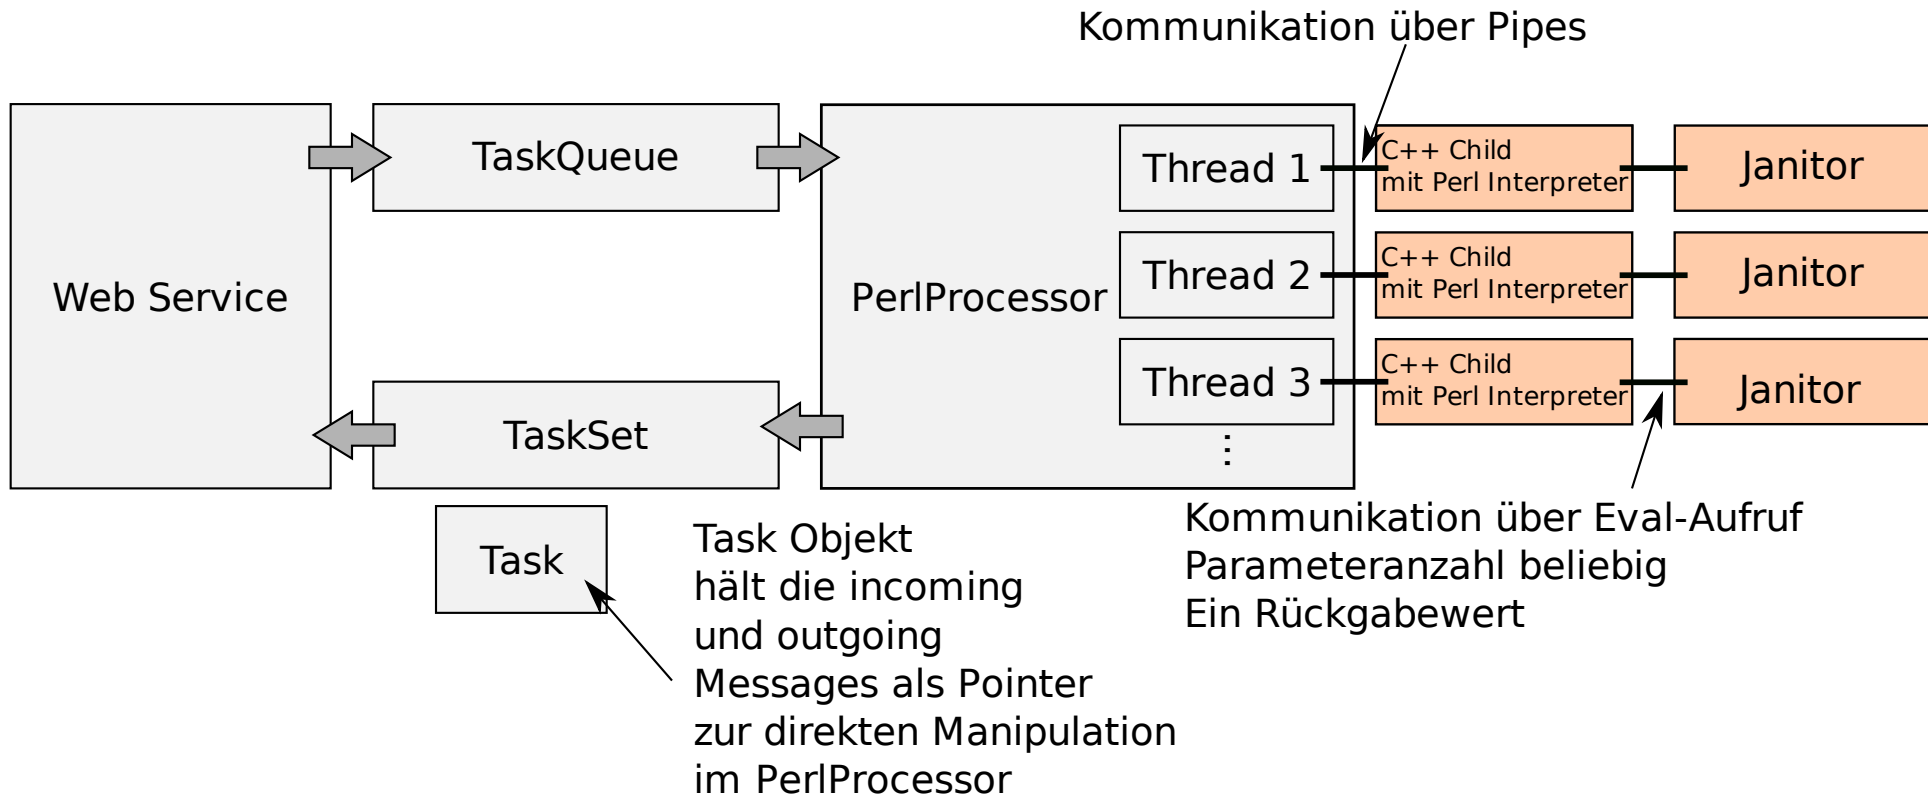 Kommunikation über Pipes
Web Service
TaskQueue
TaskSet
PerlProcessor
Thread 1
C++ Child
mit Perl Interpreter
Janitor
Thread 2
C++ Child
mit Perl Interpreter
Janitor
Thread 3
C++ Child
mit Perl Interpreter
Janitor
...
Task
Task Objekt
hält die incoming
und outgoing
Messages als Pointer
zur direkten Manipulation
im PerlProcessor
Kommunikation über Eval-Aufruf
Parameteranzahl beliebig
Ein Rückgabewert